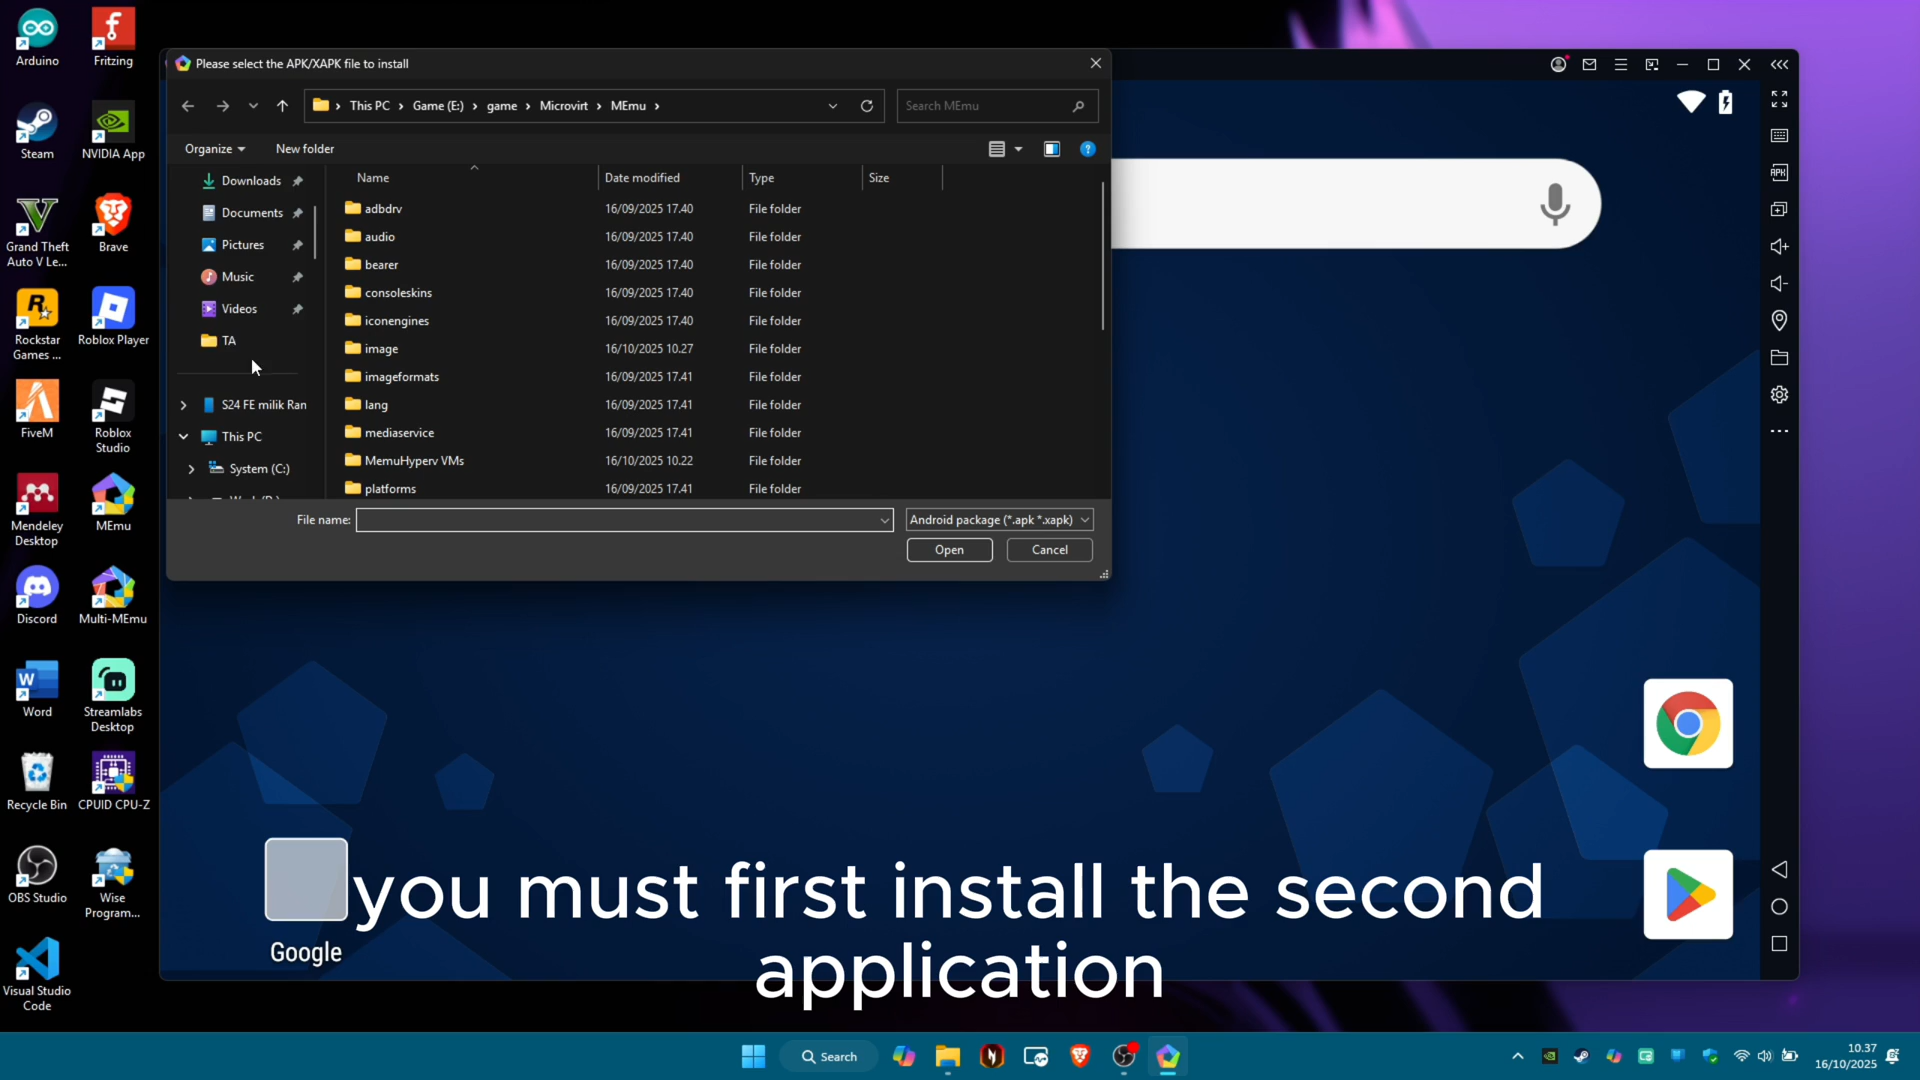 Arduino
Fritzing
Steam
NVIDIA App
Grand Theft
Auto V Le...
Brave
Rockstar
Games ...
Roblox Player
FiveM
Roblox
Studio
Mendeley
Desktop
MEmu
Discord
Multi-MEmu
Word
Streamlabs
Desktop
Recycle Bin
CPUID CPU-Z
OBS Studio
Wise
Program...
Visual Studio
Code
Please select the APK/XAPK file to install
This PC > Game (E:) > game > Microvirt > MEmu >
Search MEmu
Organize
New folder
Downloads
Documents
Pictures
Music
Videos
TA
S24 FE milik Ran
This PC
System (C:)
Name Date modified Type Size
adbdrv 16/09/2025 17.40 File folder
audio 16/09/2025 17.40 File folder
bearer 16/09/2025 17.40 File folder
consoleskins 16/09/2025 17.40 File folder
iconengines 16/09/2025 17.40 File folder
image 16/10/2025 10.27 File folder
imageformats 16/09/2025 17.41 File folder
lang 16/09/2025 17.41 File folder
mediaservice 16/09/2025 17.41 File folder
MemuHyperv VMs 16/10/2025 10.22 File folder
platforms 16/09/2025 17.41 File folder
File name:
Android package (*.apk *.xapk)
Open
Cancel
APK
Google
you must first install the second
application
Search
10.37
16/10/2025